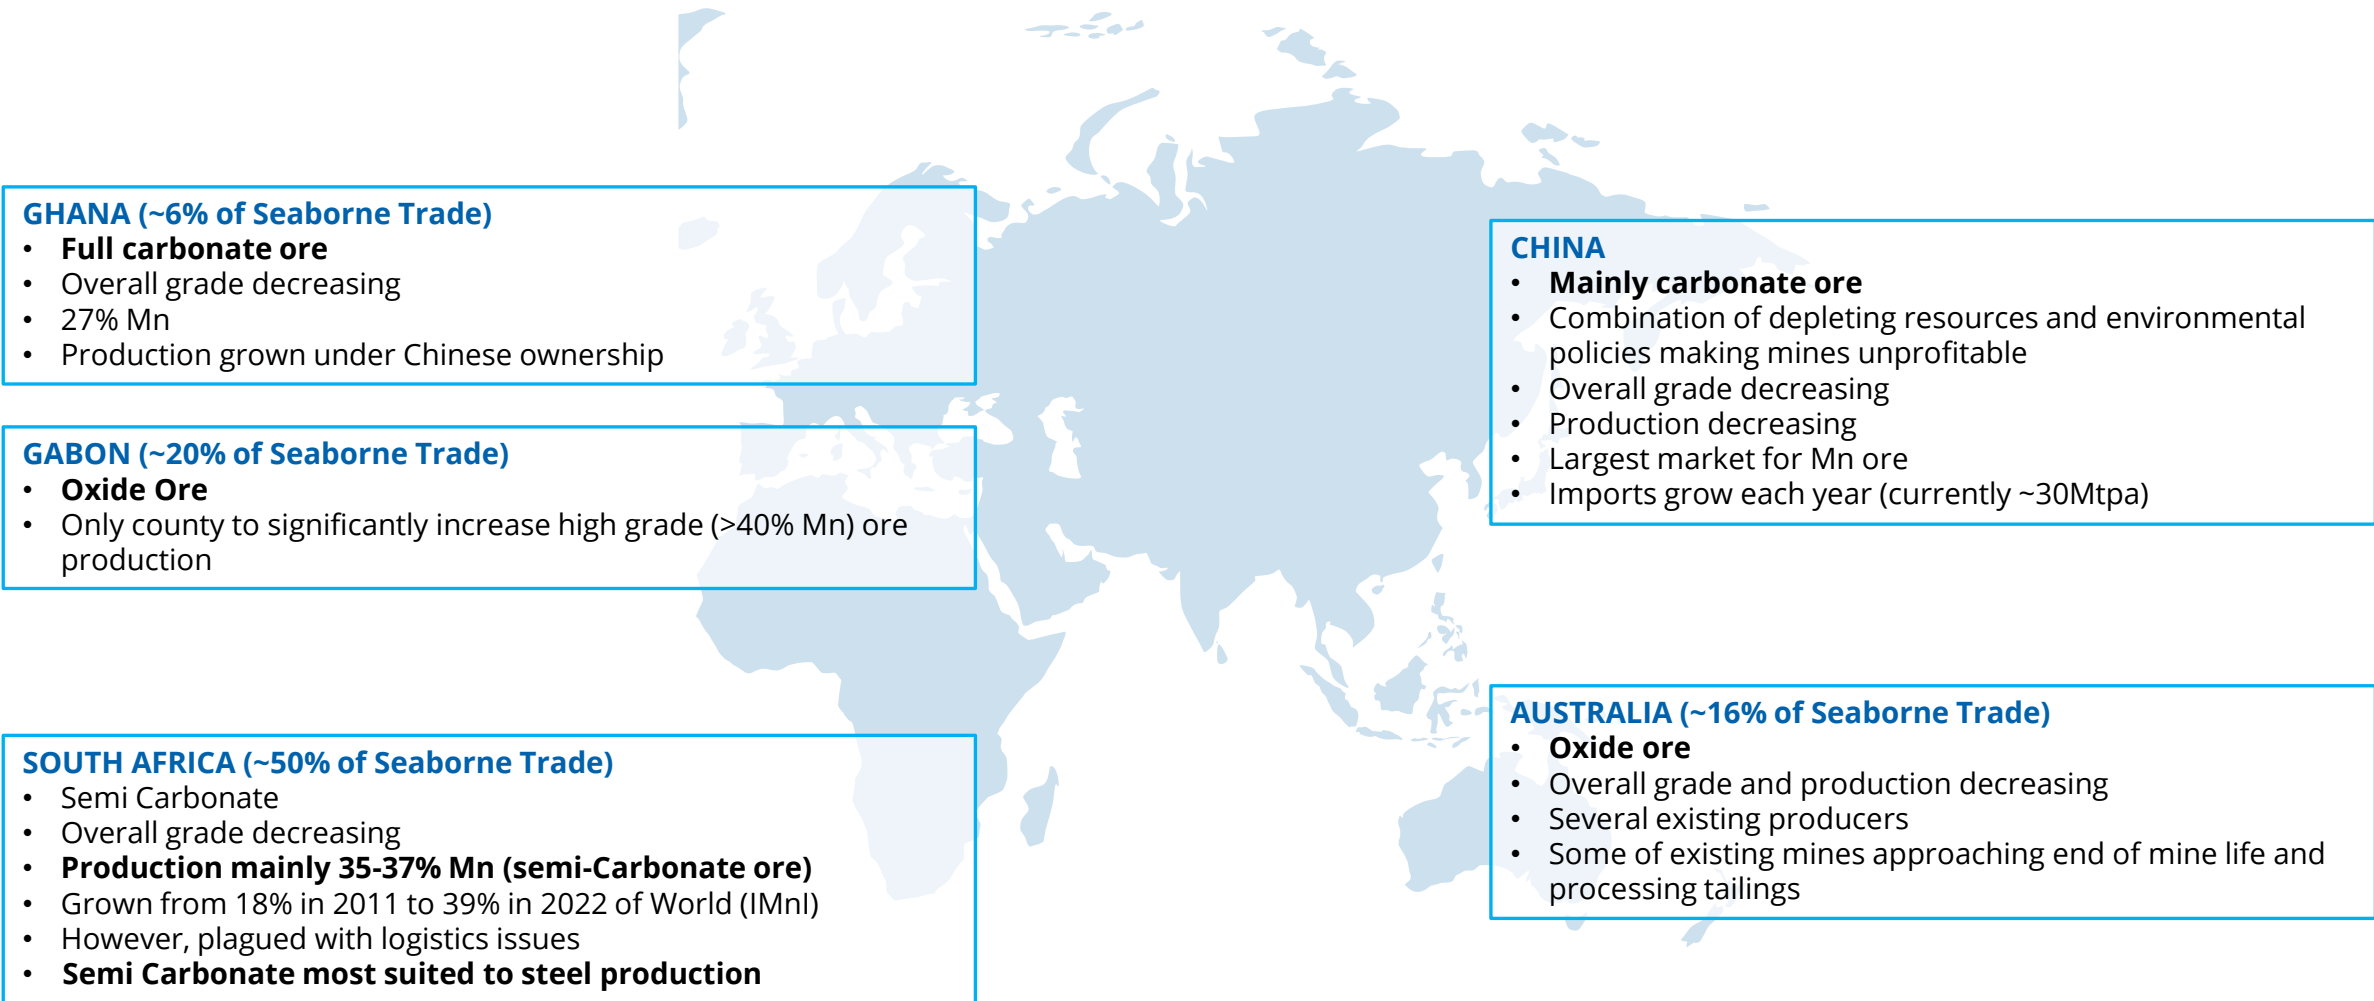 GHANA (~6% of Seaborne Trade)
• Full carbonate ore
• Overall grade decreasing
• 27% Mn
• Production grown under Chinese ownership
GABON (~20% of Seaborne Trade)
• Oxide Ore
• Only county to significantly increase high grade (>40% Mn) ore
production
SOUTH AFRICA (~50% of Seaborne Trade)
• Semi Carbonate
• Overall grade decreasing
• Production mainly 35-37% Mn (semi-Carbonate ore)
• Grown from 18% in 2011 to 39% in 2022 of World (IMnI)
• However, plagued with logistics issues
• Semi Carbonate most suited to steel production
CHINA
• Mainly carbonate ore
• Combination of depleting resources and environmental
policies making mines unprofitable
• Overall grade decreasing
• Production decreasing
• Largest market for Mn ore
• Imports grow each year (currently ~30Mtpa)
AUSTRALIA (~16% of Seaborne Trade)
• Oxide ore
• Overall grade and production decreasing
• Several existing producers
• Some of existing mines approaching end of mine life and
processing tailings